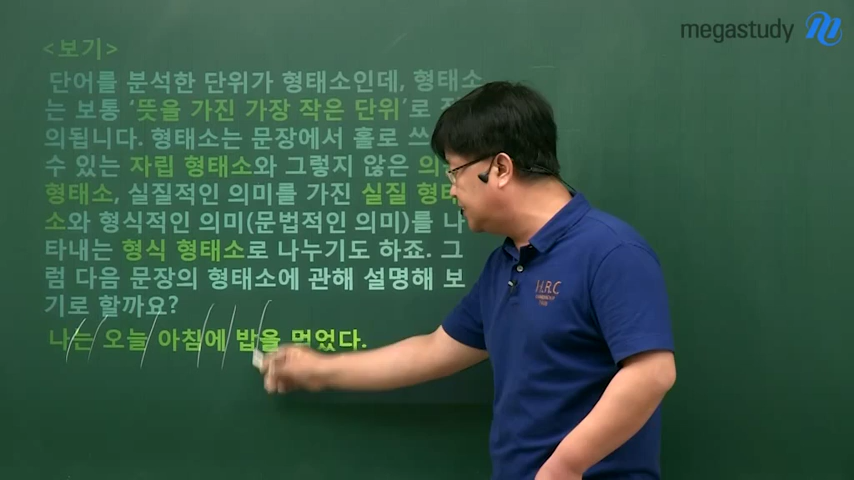 megastudy
<보기>
단어를 분석한 단위가 형태소인데, 형태소
는 보통 ‘뜻을 가진 가장 작은 단위’로
의됩니다. 형태소는 문장에서 홀로 쓰
수 있는 자립 형태소와 그렇지 않은
형태소, 실질적인 의미를 가진 실질
소와 형식적인 의미(문법적인 의미)를 나
타내는 형식 형태소로 나누기도 하죠. 그
럼 다음 문장의 형태소에 관해 설명해 보
기로 할까요?
나는 오늘 아침에 밥을 먹었다.